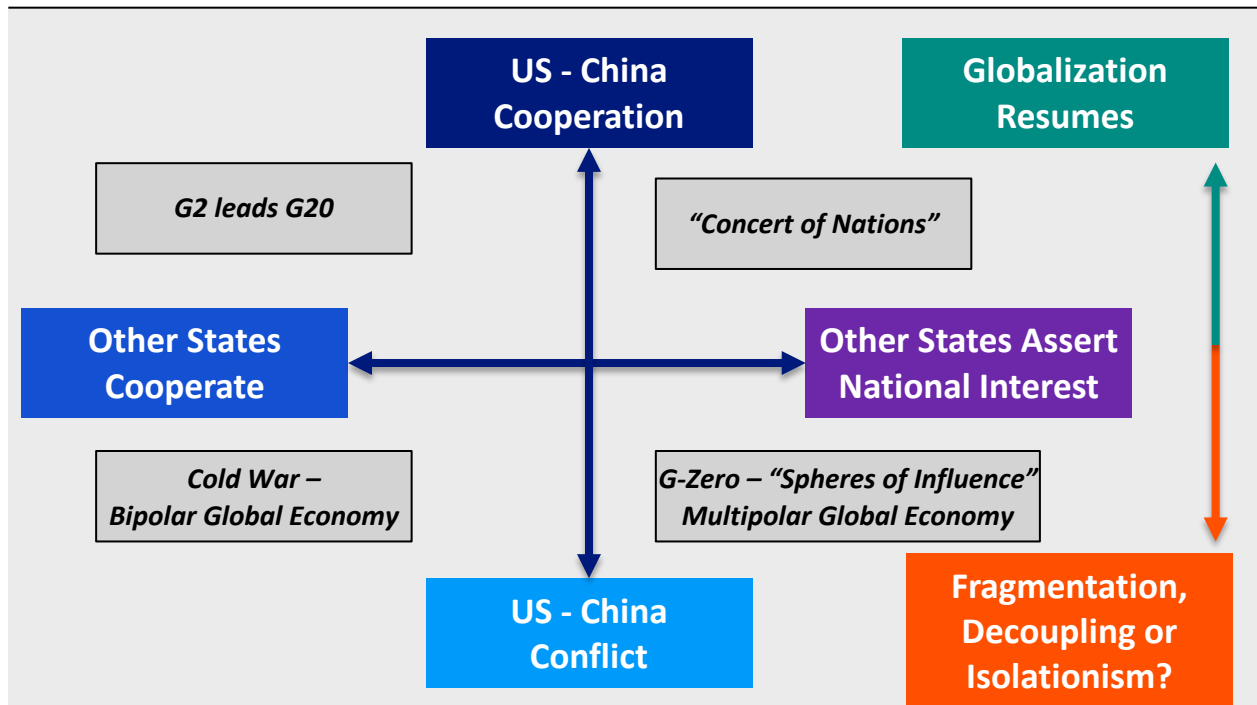 US - China
Cooperation
Globalization
Resumes
G2 leads G20
“Concert of Nations”
Other States
Cooperate
Other States Assert
National Interest
Cold War –
Bipolar Global Economy
G-Zero – “Spheres of Influence”
Multipolar Global Economy
US - China
Conflict
Fragmentation,
Decoupling or
Isolationism?